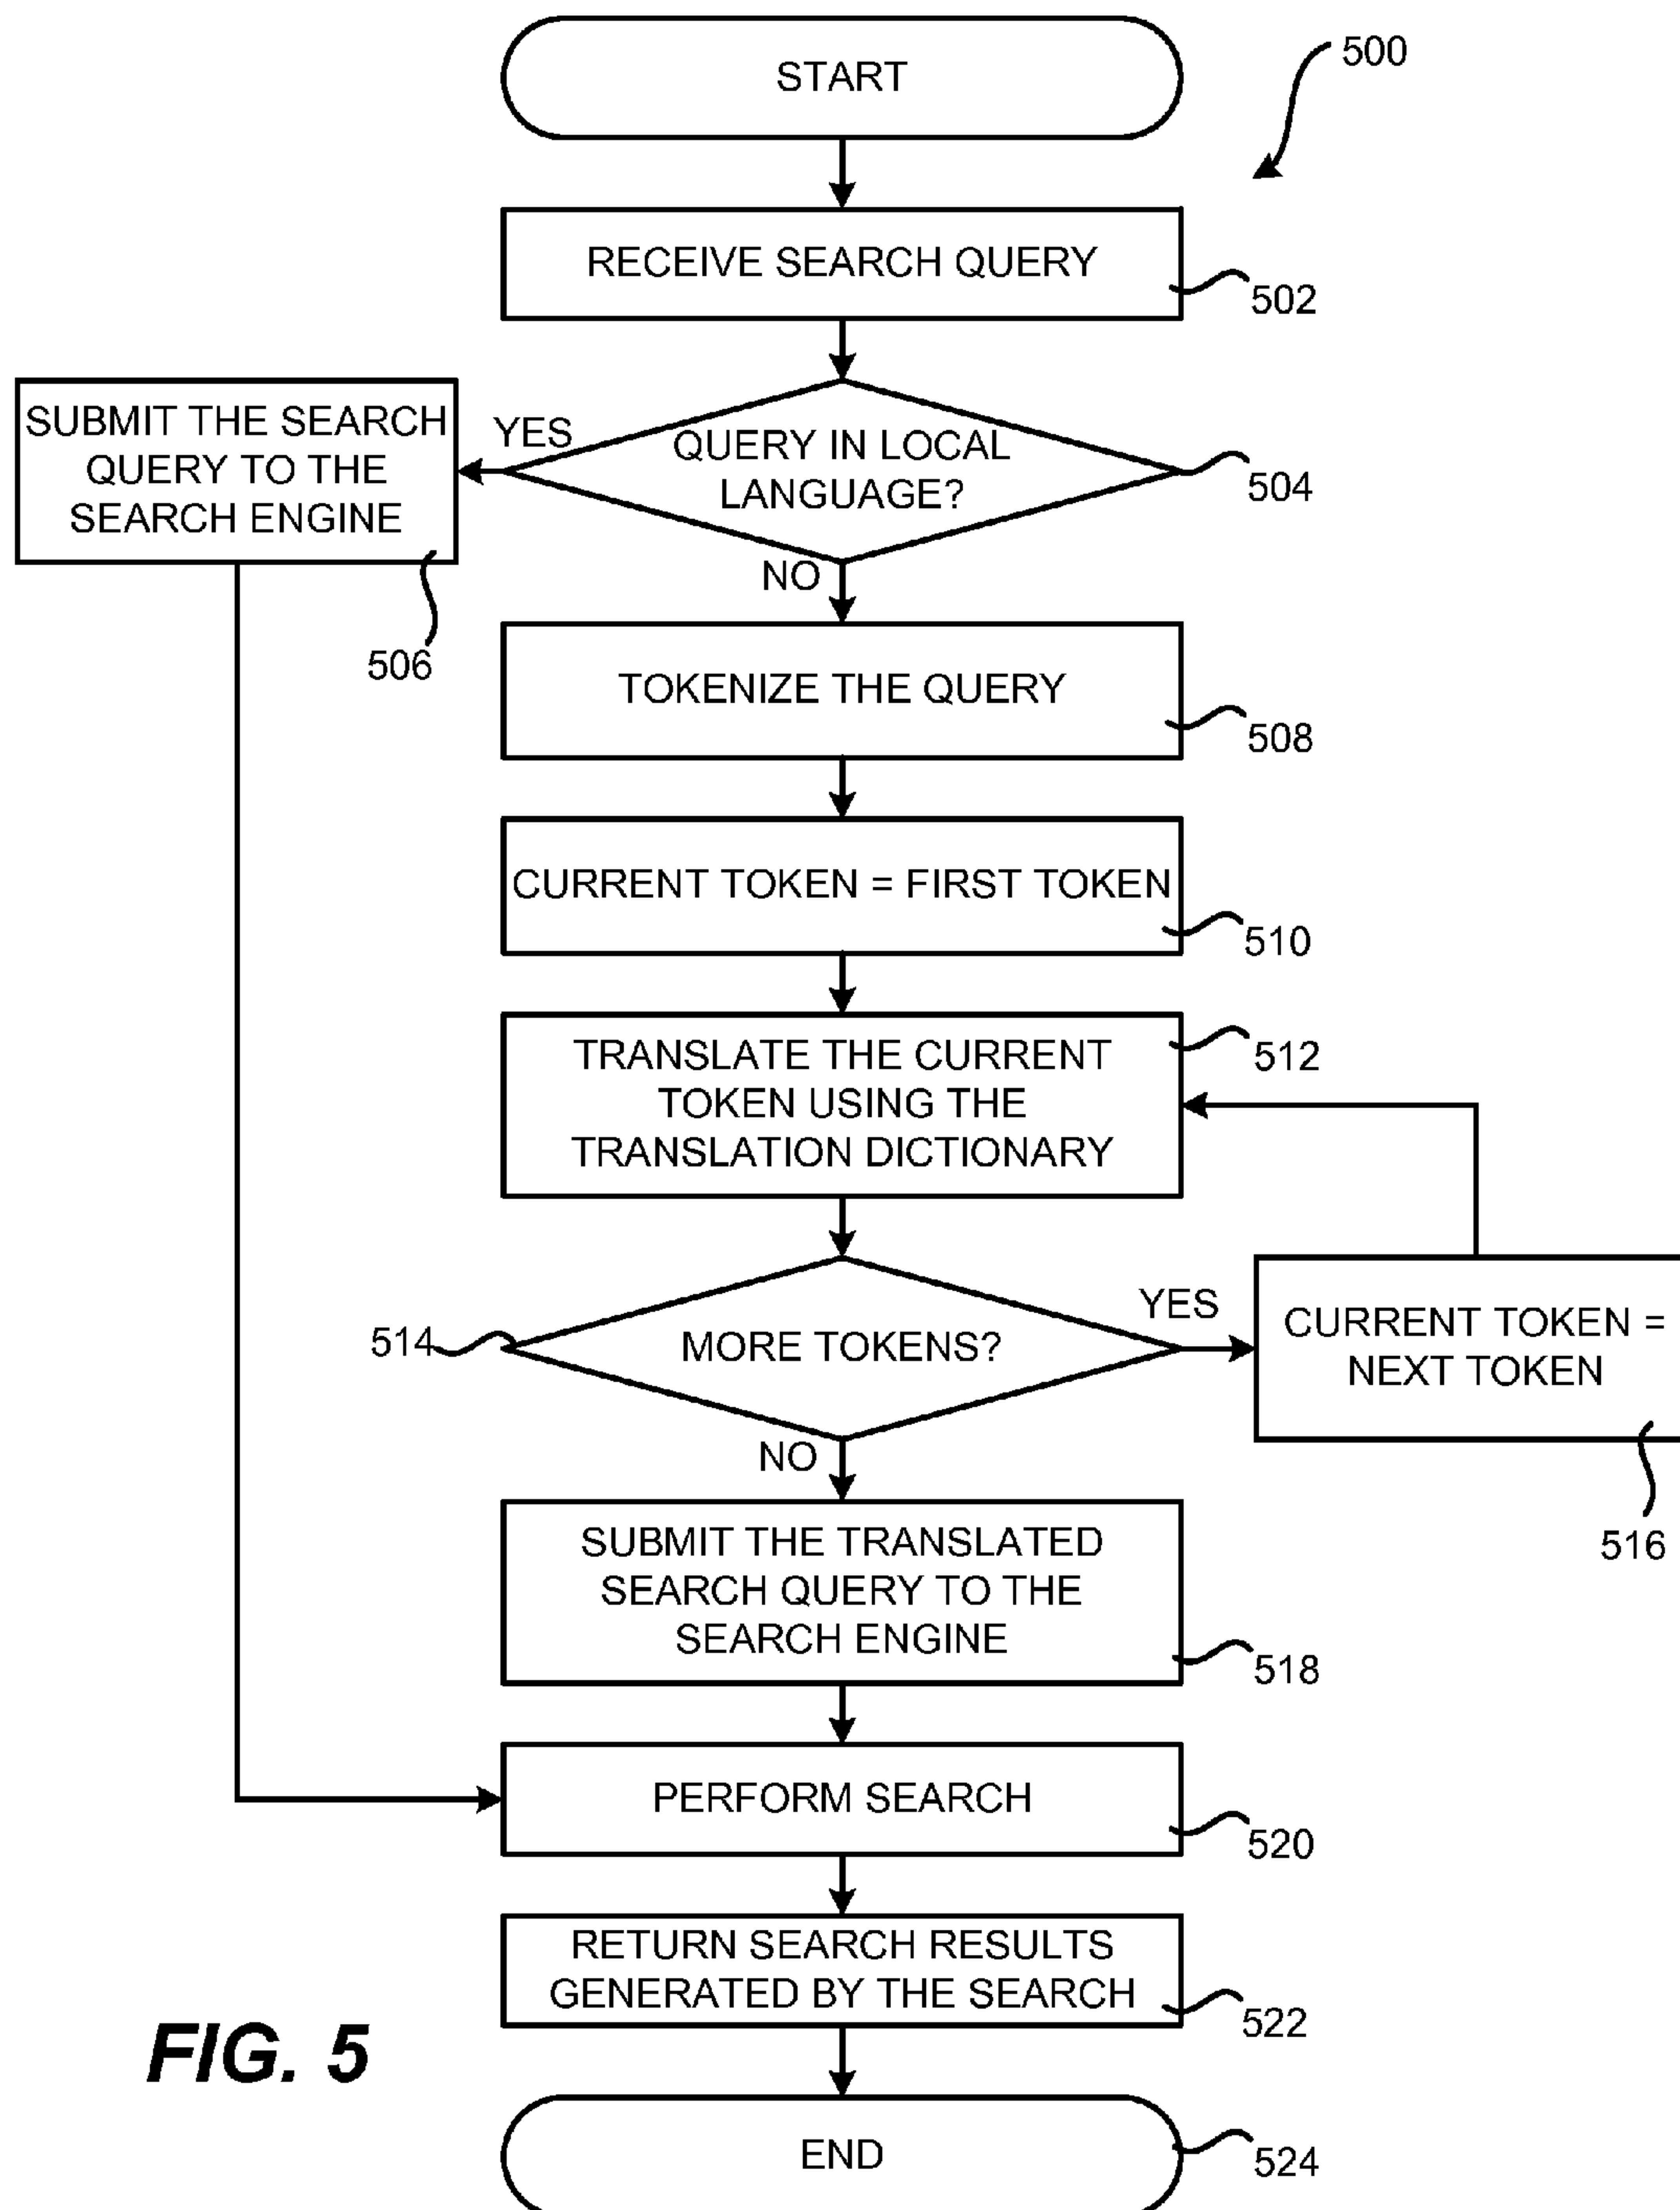 START
500
RECEIVE SEARCH QUERY
502
SUBMIT THE SEARCH
QUERY TO THE
SEARCH ENGINE
506
YES
QUERY IN LOCAL
LANGUAGE?
504
NO
TOKENIZE THE QUERY
508
CURRENT TOKEN = FIRST TOKEN
510
TRANSLATE THE CURRENT
TOKEN USING THE
TRANSLATION DICTIONARY
512
514
MORE TOKENS?
YES
CURRENT TOKEN =
NEXT TOKEN
516
NO
SUBMIT THE TRANSLATED
SEARCH QUERY TO THE
SEARCH ENGINE
518
PERFORM SEARCH
520
RETURN SEARCH RESULTS
GENERATED BY THE SEARCH
522
FIG. 5
END
524